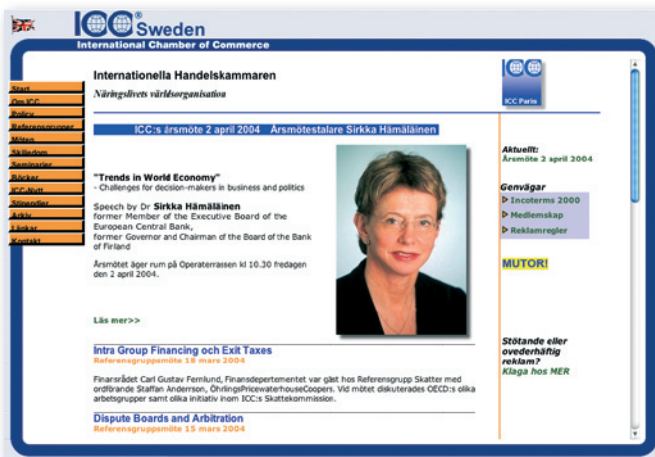 ICC® Sweden
International Chamber of Commerce
Internationella Handelskammaren
Näringslivets världsorganisation
ICC Paris
Start
Om ICC
Policy
Referensgrupper
Möten
Skiljedom
Seminarier
Böcker
ICC-Nytt
Stipendier
Arkiv
Länkar
Kontakt
ICC:s årsmöte 2 april 2004 Årsmötestalare Sirkka Hämäläinen
"Trends in World Economy"
- Challenges for decision-makers in business and politics
Speech by Dr Sirkka Hämäläinen
former Member of the Executive Board of the
European Central Bank,
former Governor and Chairman of the Board of the Bank
of Finland
Årsmötet äger rum på Operaterrassen kl 10.30 fredagen
den 2 april 2004.
Läs mer>>
Intra Group Financing och Exit Taxes
Referensgruppsmöte 18 mars 2004
Finansrådet Carl Gustav Fernlund, Finansdepertementet var gäst hos Referensgrupp Skatter med
ordförande Staffan Andersson, ÖhrlingsPricewaterhouseCoopers. Vid mötet diskuterades OECD:s olika
arbetsgrupper samt olika initiativ inom ICC:s Skattekommission.
Dispute Boards and Arbitration
Referensgruppsmöte 15 mars 2004
Aktuellt:
Årsmöte 2 april 2004
Genvägar
Incoterms 2000
Medlemskap
Reklamregler
MUTOR!
Stötande eller
ovederhäftig
reklam?
Klaga hos MER